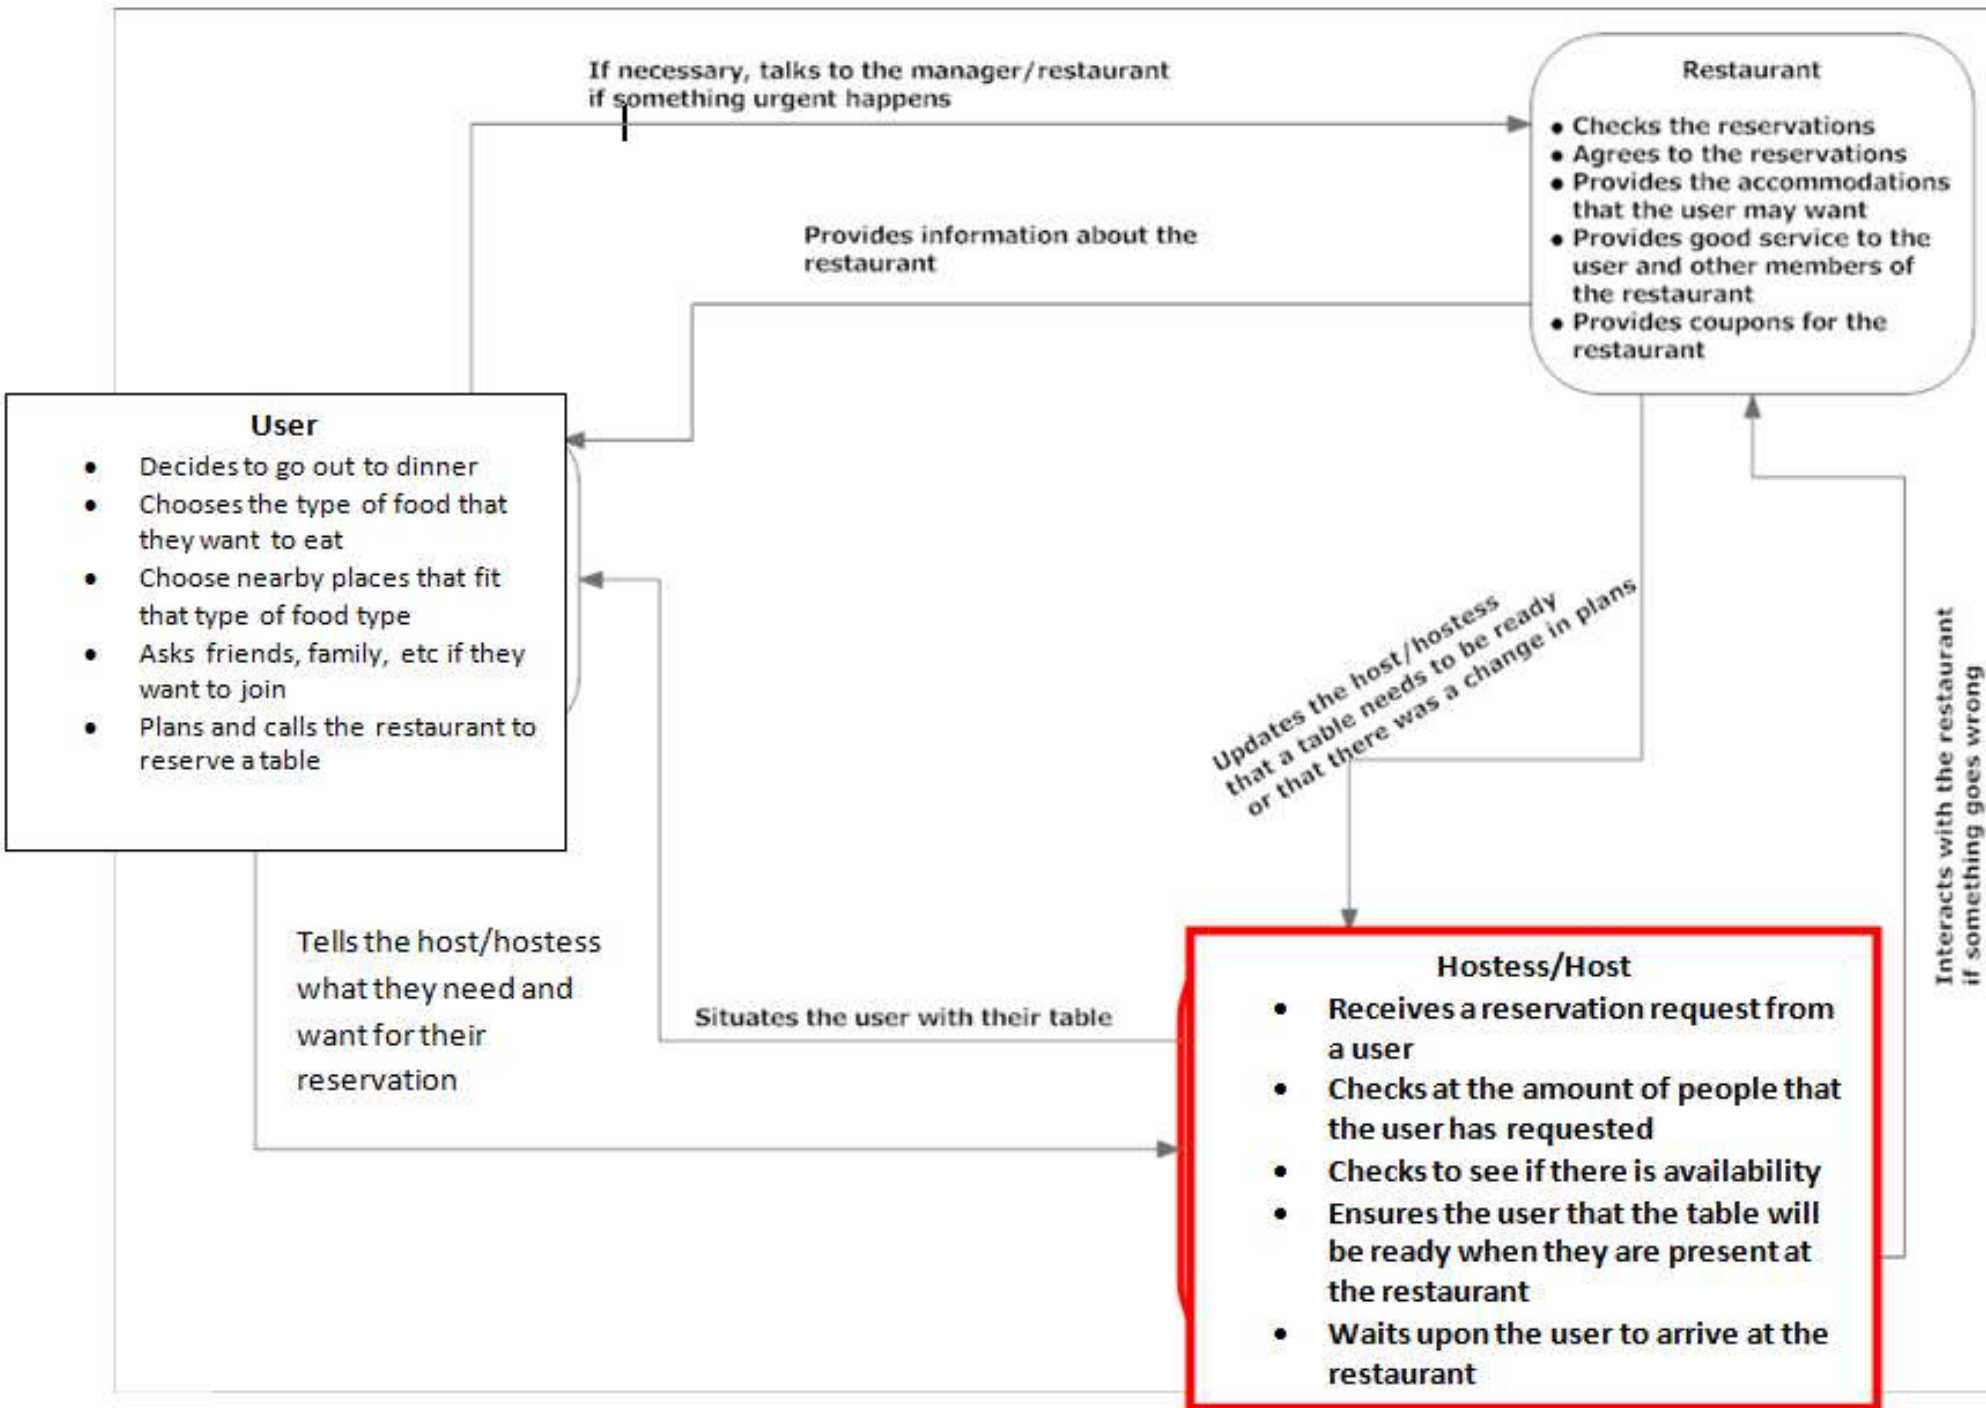 If necessary, talks to the manager/restaurant
if something urgent happens
Restaurant
• Checks the reservations
• Agrees to the reservations
• Provides the accommodations
that the user may want
• Provides good service to the
user and other members of
the restaurant
• Provides coupons for the
restaurant
Provides information about the
restaurant
User
• Decides to go out to dinner
• Chooses the type of food that
they want to eat
• Choose nearby places that fit
that type of food type
• Asks friends, family, etc if they
want to join
• Plans and calls the restaurant to
reserve a table
Updates the host/hostess
that a table needs to be ready
or that there was a change in plans
Interacts with the restaurant
if something goes wrong
Tells the host/hostess
what they need and
want for their
reservation
Situates the user with their table
Hostess/Host
• Receives a reservation request from
a user
• Checks at the amount of people that
the user has requested
• Checks to see if there is availability
• Ensures the user that the table will
be ready when they are present at
the restaurant
• Waits upon the user to arrive at the
restaurant